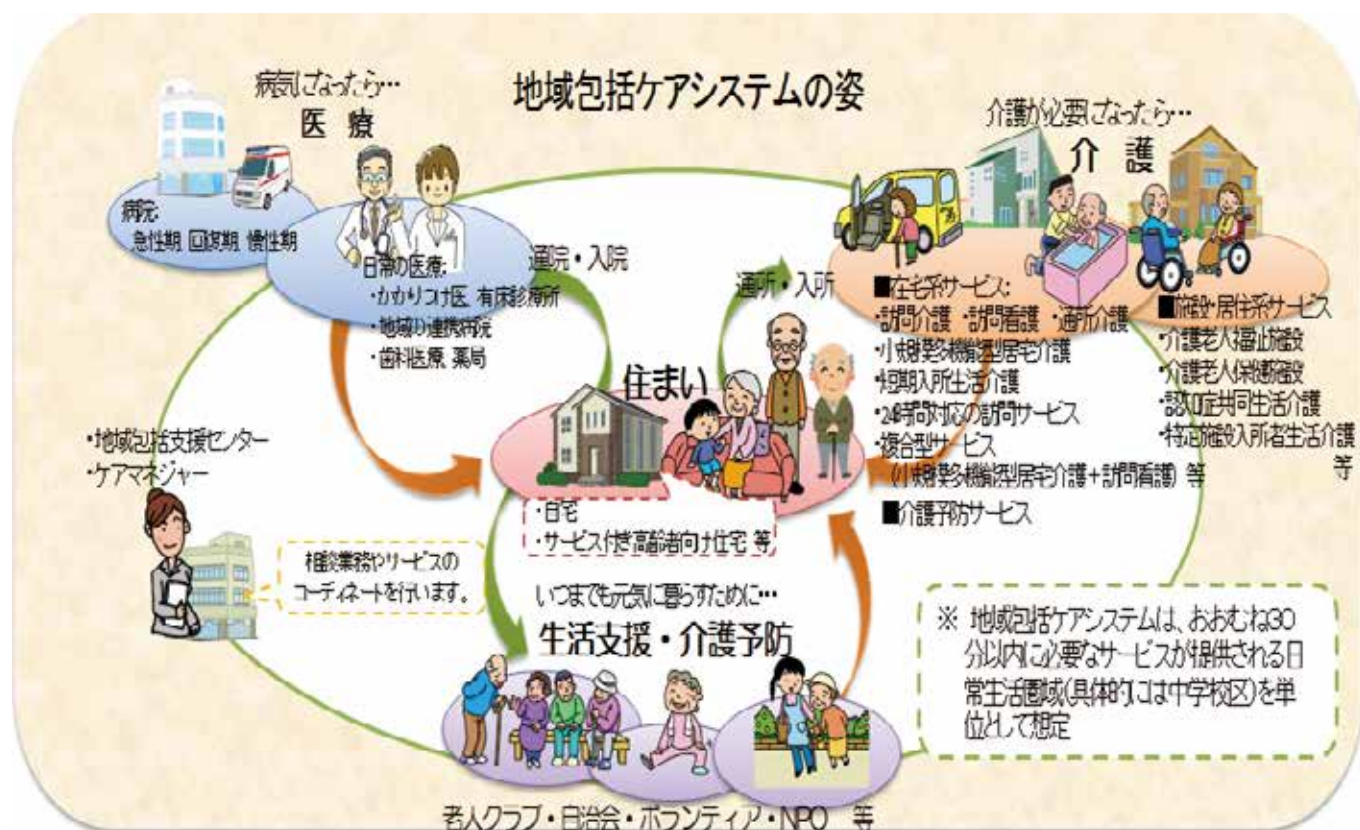 地域包括ケアシステムの姿
病気になったら…
医 療
病院:
急性期 回復期 慢性期
日常の医療:
・かかりつけ医 有床診療所
・地域の連携病院
・歯科医療 薬局
通院・入院
通所・入所
介護が必要になったら…
介 護
■在宅系サービス:
・訪問介護 ・訪問看護 ・通所介護
・小規模多機能型居宅介護
・短期入所生活介護
・24時間対応の訪問サービス
・複合型サービス
(小規模多機能型居宅介護+訪問看護) 等
■介護予防サービス
■施設・居住系サービス
・介護老人福祉施設
・介護老人保健施設
・認知症共同生活介護
・特定施設入所者生活介護
等
住まい
・自宅
・サービス付き高齢者向け住宅 等
・地域包括支援センター
・ケアマネジャー
相談業務やサービスの
コーディネートを行います。
いつまでも元気に暮らすために…
生活支援・介護予防
老人クラブ・自治会・ボランティア・NPO 等
※ 地域包括ケアシステムは、おおむね30
分以内に必要なサービスが提供される日
常生活圏域(具体的には中学校区)を単
位として想定